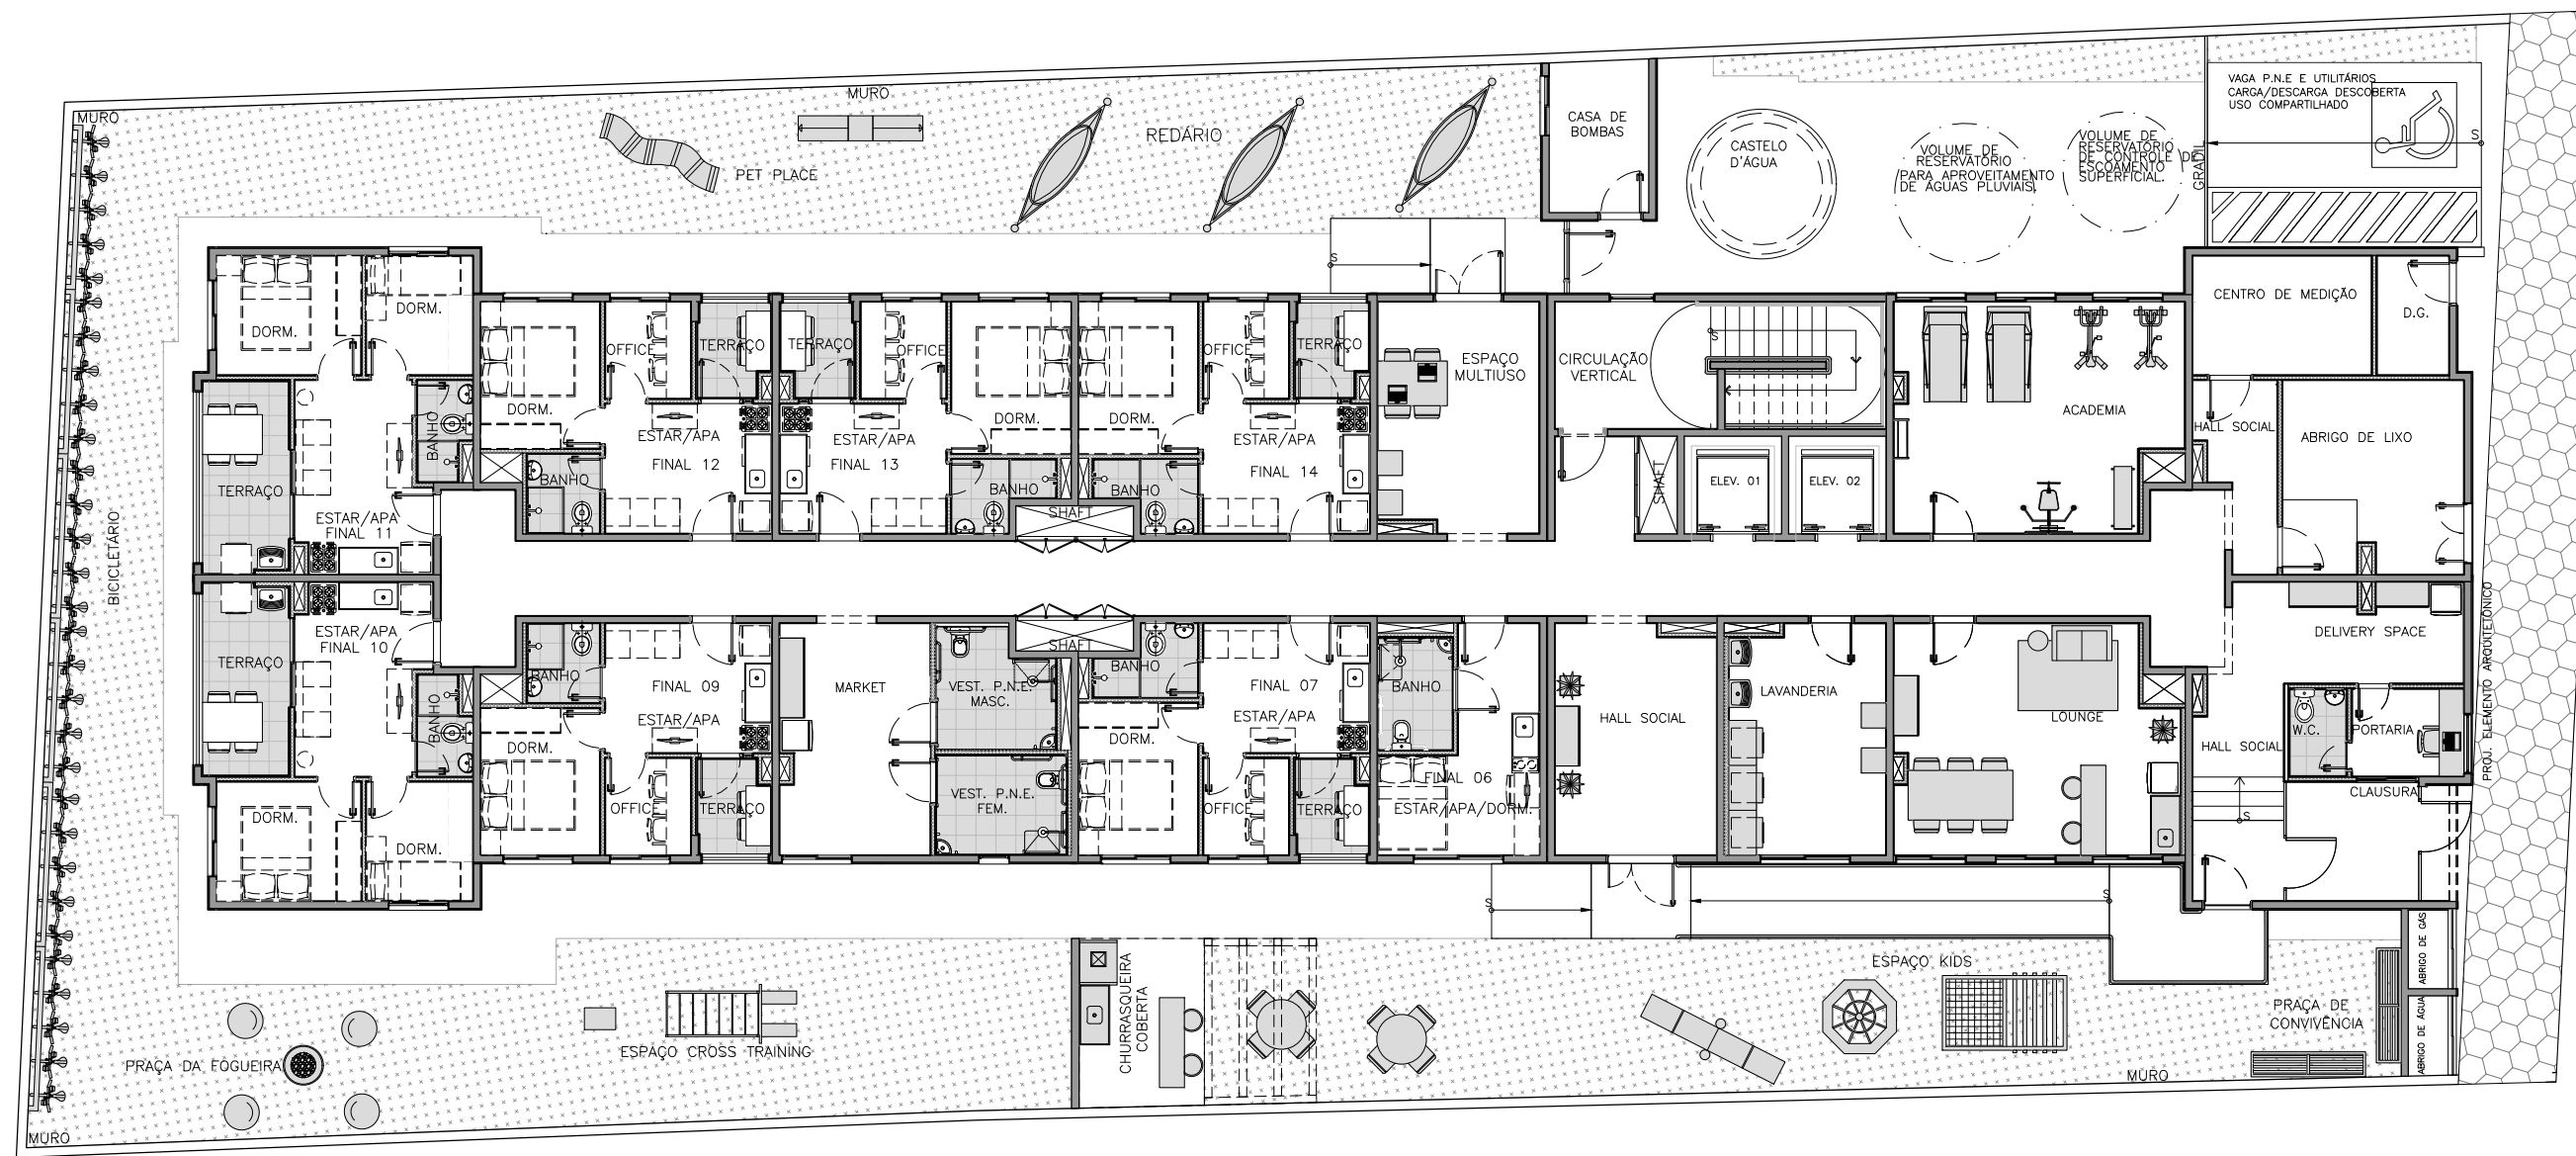 MURO
MURO
PET PLACE
REDÁRIO
CASA DE
BOMBAS
CASTELO
D'ÁGUA
VOLUME DE
RESERVATÓRIO
PARA APROVEITAMENTO
DE ÁGUAS PLUVIAIS.
VOLUME DE
RESERVATÓRIO
DE CONTROLE DE
ESCOAMENTO
SUPERFICIAL.
GRADIL
VAGA P.N.E E UTILITÁRIOS
CARGA/DESCARGA DESCOBERTA
USO COMPARTILHADO
S
S
DORM.
DORM.
BANHO
TERRAÇO
ESTAR/APA
FINAL 11
DORM.
OFFICE
TERRAÇO
ESTAR/APA
FINAL 12
BANHO
TERRAÇO
OFFICE
DORM.
ESTAR/APA
FINAL 13
BANHO
SHAFT
DORM.
OFFICE
TERRAÇO
ESTAR/APA
FINAL 14
BANHO
ESPAÇO
MULTIUSO
CIRCULAÇÃO
VERTICAL
S
SHAFT
ELEV. 01
ELEV. 02
ACADEMIA
CENTRO DE MEDIÇÃO
D.G.
HALL SOCIAL
ABRIGO DE LIXO
BICICLETÁRIO
ESTAR/APA
FINAL 10
TERRAÇO
BANHO
DORM.
DORM.
BANHO
FINAL 09
ESTAR/APA
DORM.
OFFICE
TERRAÇO
MARKET
VEST. P.N.E.
MASC.
VEST. P.N.E.
FEM.
SHAFT
BANHO
FINAL 07
ESTAR/APA
DORM.
OFFICE
TERRAÇO
BANHO
FINAL 06
ESTAR/APA/DORM.
HALL SOCIAL
LAVANDERIA
LOUNGE
DELIVERY SPACE
HALL SOCIAL
W.C.
PORTARIA
CLAUSURA
S
PROJ. ELEMENTO ARQUITETÔNICO
S
S
PRAÇA DA FOGUEIRA
ESPAÇO CROSS TRAINING
CHURRASQUEIRA
COBERTA
ESPAÇO KIDS
PRAÇA DE
CONVIVÊNCIA
ABRIGO DE GÁS
ABRIGO DE ÁGUA
MURO
MURO